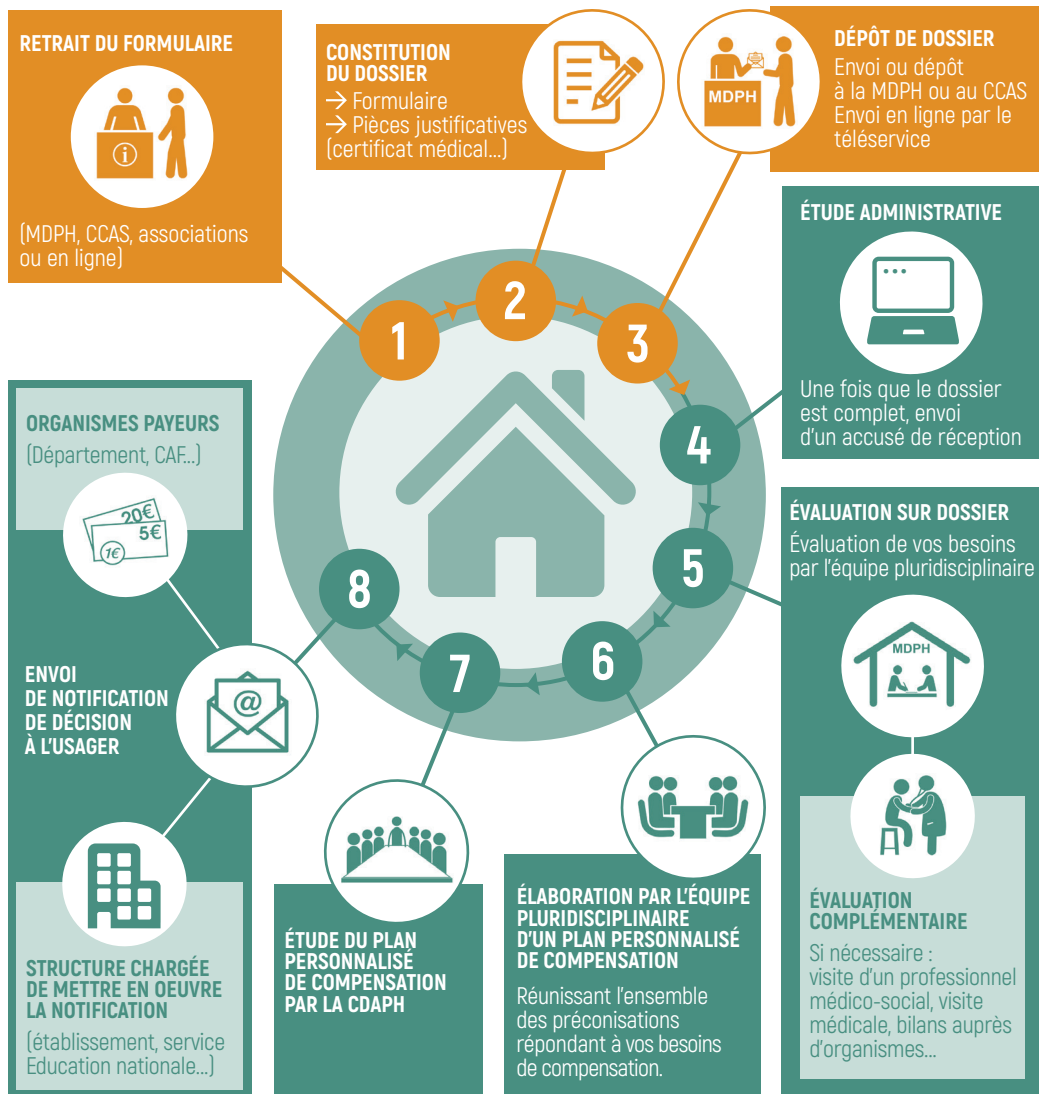 RETRAIT DU FORMULAIRE
(MDPH, CCAS, associations
ou en ligne)
CONSTITUTION
DU DOSSIER
→ Formulaire
→ Pièces justificatives
(certificat médical...)
MDPH
DÉPÔT DE DOSSIER
Envoi ou dépôt
à la MDPH ou au CCAS
Envoi en ligne par le
téléservice
1
2
3
ÉTUDE ADMINISTRATIVE
Une fois que le dossier
est complet, envoi
d'un accusé de réception
4
ÉVALUATION SUR DOSSIER
Évaluation de vos besoins
par l'équipe pluridisciplinaire
MDPH
ÉVALUATION
COMPLÉMENTAIRE
Si nécessaire :
visite d'un professionnel
médico-social, visite
médicale, bilans auprès
d'organismes...
5
6
ÉLABORATION PAR L'ÉQUIPE
PLURIDISCIPLINAIRE
D'UN PLAN PERSONNALISÉ
DE COMPENSATION
Réunissant l'ensemble
des préconisations
répondant à vos besoins
de compensation.
7
ÉTUDE DU PLAN
PERSONNALISÉ
DE COMPENSATION
PAR LA CDAPH
8
ORGANISMES PAYEURS
(Département, CAF...)
20€
5€
1€
ENVOI
DE NOTIFICATION
DE DÉCISION
À L'USAGER
@
STRUCTURE CHARGÉE
DE METTRE EN OEUVRE
LA NOTIFICATION
(établissement, service
Education nationale...)